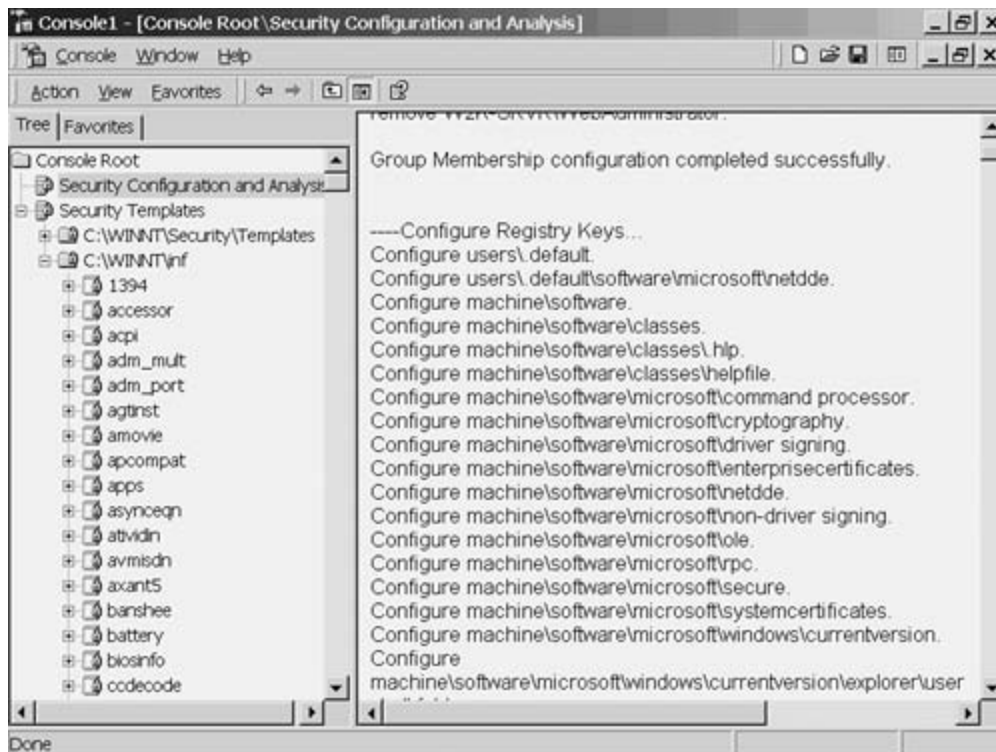 Console1 - [Console Root\Security Configuration and Analysis]
Console Window Help
Action View Favorites
Tree Favorites
Console Root
Security Configuration and Analysis
Security Templates
C:\WINNT\Security\Templates
C:\WINNT\inf
1394
accessor
acpi
adm_mult
adm_port
agtinst
amovie
apcompat
apps
asynceqn
atividin
avmisdn
axant5
banshee
battery
biosinfo
ccdecode
remove W2K-SRVR\WebAdministrator.
Group Membership configuration completed successfully.
----Configure Registry Keys...
Configure users\.default.
Configure users\.default\software\microsoft\netdde.
Configure machine\software.
Configure machine\software\classes.
Configure machine\software\classes\.hlp.
Configure machine\software\classes\helpfile.
Configure machine\software\microsoft\command processor.
Configure machine\software\microsoft\cryptography.
Configure machine\software\microsoft\driver signing.
Configure machine\software\microsoft\enterprisecertificates.
Configure machine\software\microsoft\netdde.
Configure machine\software\microsoft\non-driver signing.
Configure machine\software\microsoft\ole.
Configure machine\software\microsoft\rpc.
Configure machine\software\microsoft\secure.
Configure machine\software\microsoft\systemcertificates.
Configure machine\software\microsoft\windows\currentversion.
Configure
machine\software\microsoft\windows\currentversion\explorer\user
Done